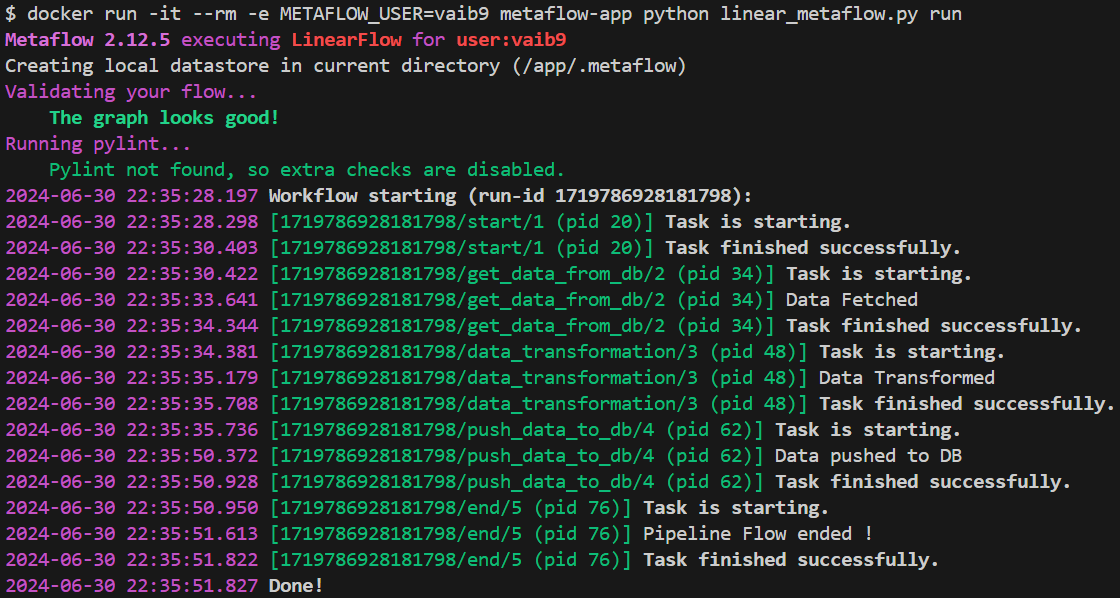 $ docker run -it --rm -e METAFLOW_USER=vaib9 metaflow-app python linear_metaflow.py run
Metaflow 2.12.5 executing LinearFlow for user:vaib9
Creating local datastore in current directory (/app/.metaflow)
Validating your flow...
    The graph looks good!
Running pylint...
    Pylint not found, so extra checks are disabled.
2024-06-30 22:35:28.197 Workflow starting (run-id 1719786928181798):
2024-06-30 22:35:28.298 [1719786928181798/start/1 (pid 20)] Task is starting.
2024-06-30 22:35:30.403 [1719786928181798/start/1 (pid 20)] Task finished successfully.
2024-06-30 22:35:30.422 [1719786928181798/get_data_from_db/2 (pid 34)] Task is starting.
2024-06-30 22:35:33.641 [1719786928181798/get_data_from_db/2 (pid 34)] Data Fetched
2024-06-30 22:35:34.344 [1719786928181798/get_data_from_db/2 (pid 34)] Task finished successfully.
2024-06-30 22:35:34.381 [1719786928181798/data_transformation/3 (pid 48)] Task is starting.
2024-06-30 22:35:35.179 [1719786928181798/data_transformation/3 (pid 48)] Data Transformed
2024-06-30 22:35:35.708 [1719786928181798/data_transformation/3 (pid 48)] Task finished successfully.
2024-06-30 22:35:35.736 [1719786928181798/push_data_to_db/4 (pid 62)] Task is starting.
2024-06-30 22:35:50.372 [1719786928181798/push_data_to_db/4 (pid 62)] Data pushed to DB
2024-06-30 22:35:50.928 [1719786928181798/push_data_to_db/4 (pid 62)] Task finished successfully.
2024-06-30 22:35:50.950 [1719786928181798/end/5 (pid 76)] Task is starting.
2024-06-30 22:35:51.613 [1719786928181798/end/5 (pid 76)] Pipeline Flow ended !
2024-06-30 22:35:51.822 [1719786928181798/end/5 (pid 76)] Task finished successfully.
2024-06-30 22:35:51.827 Done!